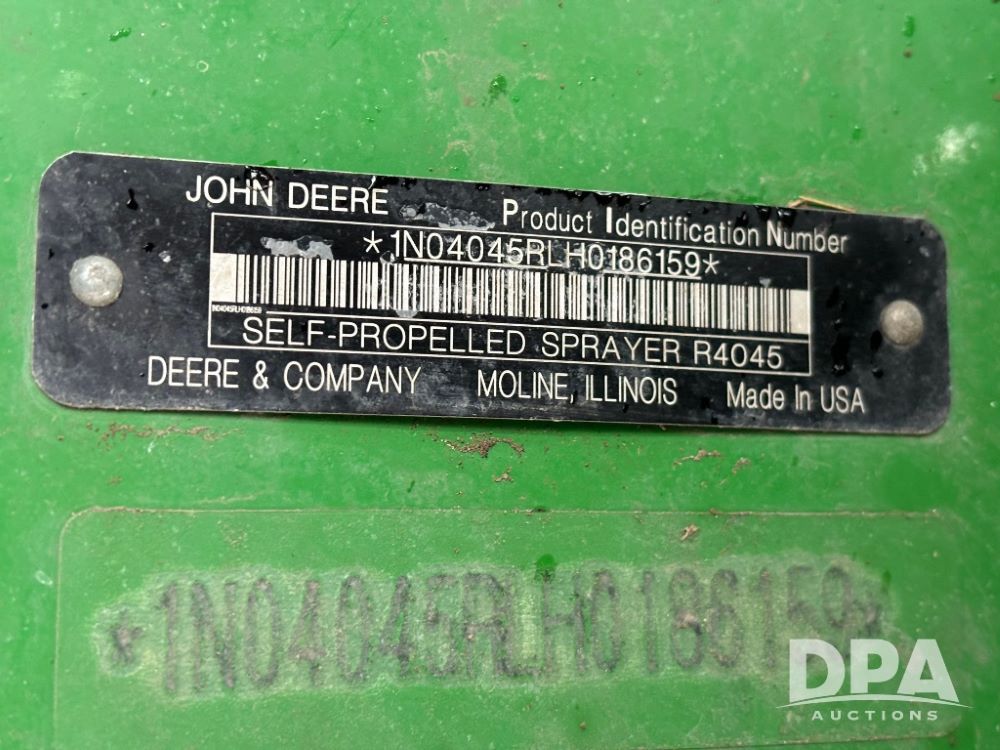 JOHN DEERE Product Identification Number
*1N04045RLH0186159*
SELF-PROPELLED SPRAYER R4045
DEERE & COMPANY MOLINE, ILLINOIS Made In USA
*1N04045RLH0186159*
DPA
AUCTIONS